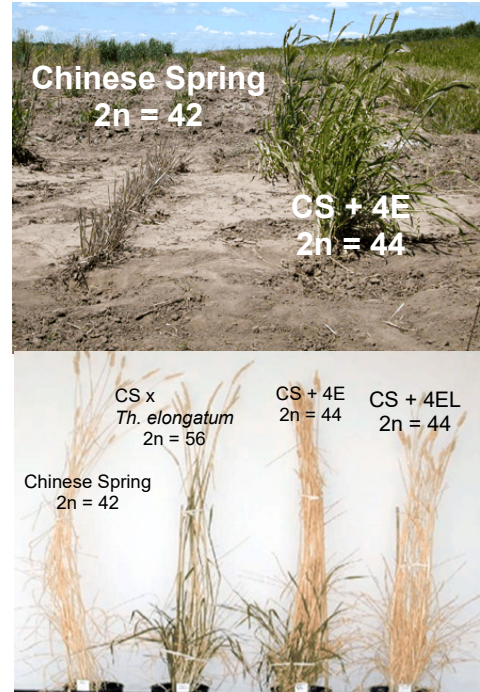 Chinese Spring
2n = 42
CS + 4E
2n = 44
CS x
Th. elongatum
2n = 56
CS + 4E
2n = 44
CS + 4EL
2n = 44
Chinese Spring
2n = 42